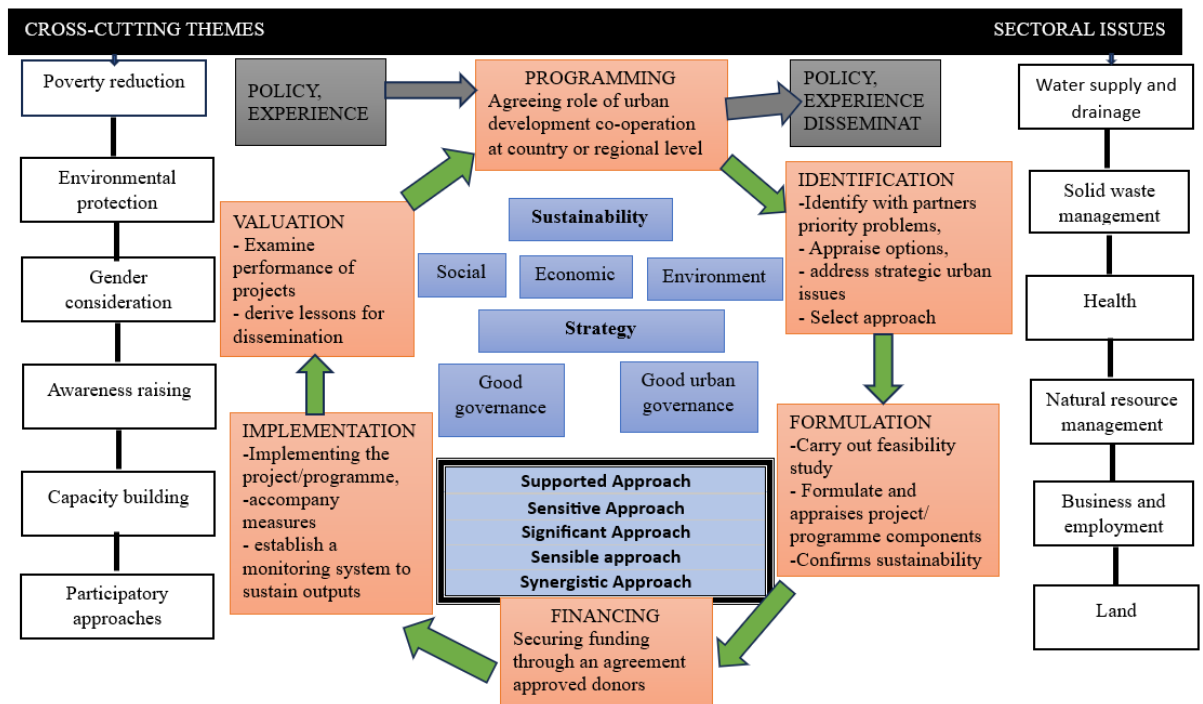 CROSS-CUTTING THEMES
SECTORAL ISSUES
Poverty reduction
Environmental
protection
Gender
consideration
Awareness raising
Capacity building
Participatory
approaches
POLICY,
EXPERIENCE
PROGRAMMING
Agreeing role of urban
development co-operation
at country or regional level
POLICY,
EXPERIENCE
DISSEMINAT
IDENTIFICATION
-Identify with partners
priority problems,
- Appraise options,
- address strategic urban
issues
- Select approach
FORMULATION
-Carry out feasibility
study
- Formulate and
appraises project/
programme components
-Confirms sustainability
FINANCING
Securing funding
through an agreement
approved donors
IMPLEMENTATION
-Implementing the
project/programme,
-accompany
measures
- establish a
monitoring system to
sustain outputs
VALUATION
- Examine
performance of
projects
- derive lessons for
dissemination
Sustainability
Social
Economic
Environment
Strategy
Good
governance
Good urban
governance
Supported Approach
Sensitive Approach
Significant Approach
Sensible approach
Synergistic Approach
Water supply and
drainage
Solid waste
management
Health
Natural resource
management
Business and
employment
Land